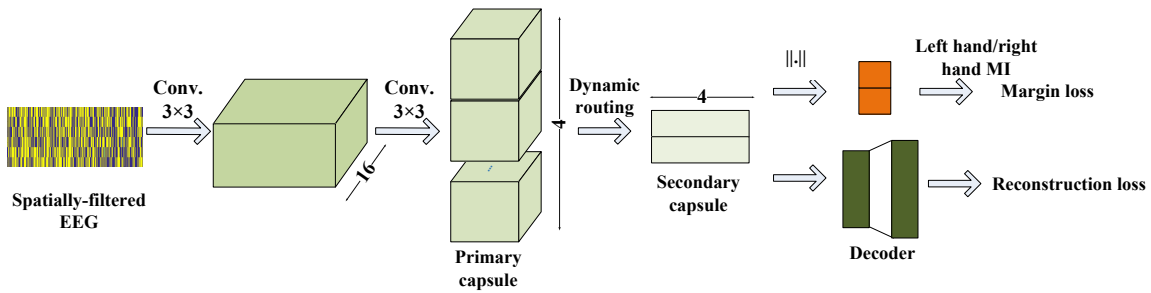 Spatially-filtered
EEG
Conv.
3×3
16
Conv.
3×3
4
Primary
capsule
Dynamic
routing
4
Secondary
capsule
||.||
Left hand/right
hand MI
Margin loss
Decoder
Reconstruction loss